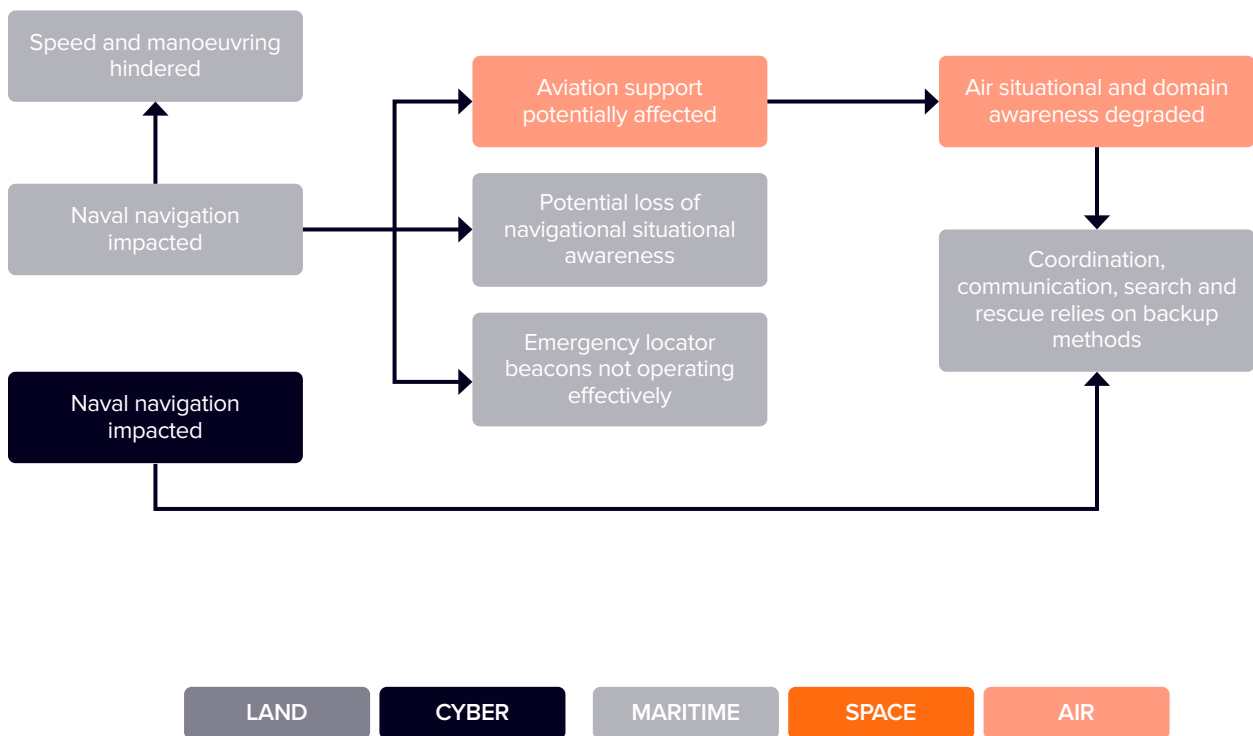 Speed and manoeuvring
hindered
Aviation support
potentially affected
Air situational and domain
awareness degraded
Naval navigation
impacted
Potential loss of
navigational situational
awareness
Coordination,
communication, search and
rescue relies on backup
methods
Emergency locator
beacons not operating
effectively
Naval navigation
impacted
LAND
CYBER
MARITIME
SPACE
AIR